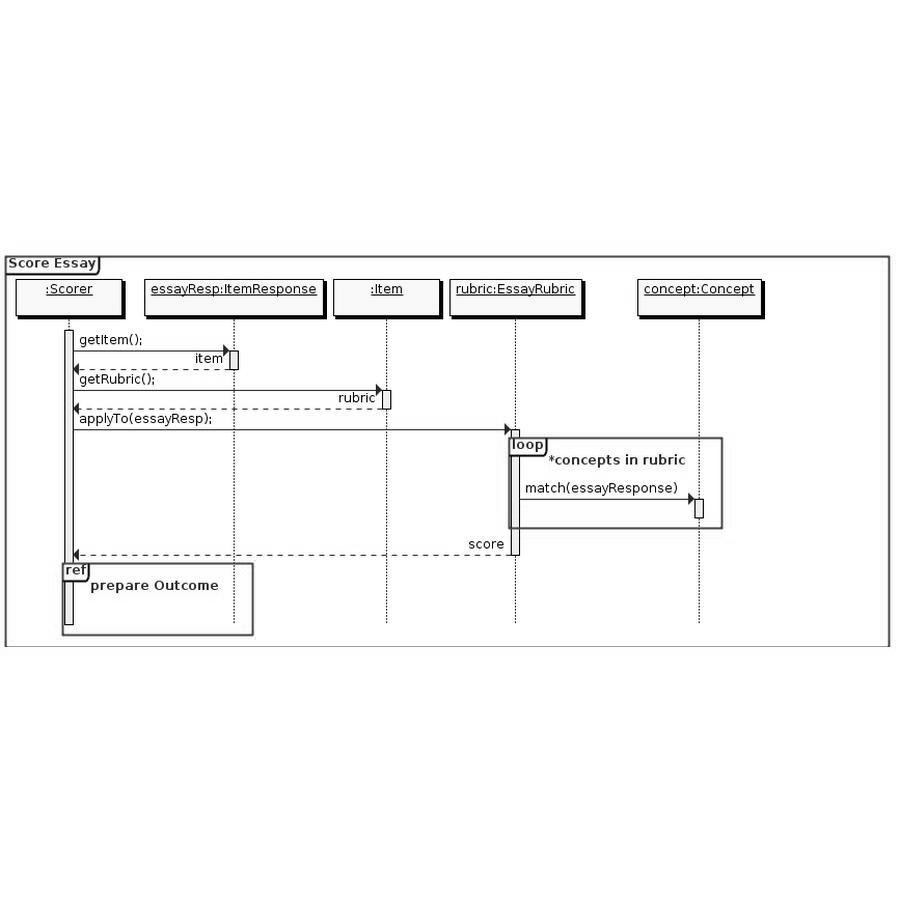 Score Essay
:Scorer
essayResp:ItemResponse
:Item
rubric:EssayRubric
concept:Concept
getItem();
item
getRubric();
rubric
applyTo(essayResp);
loop
*concepts in rubric
match(essayResponse)
score
ref
prepare Outcome